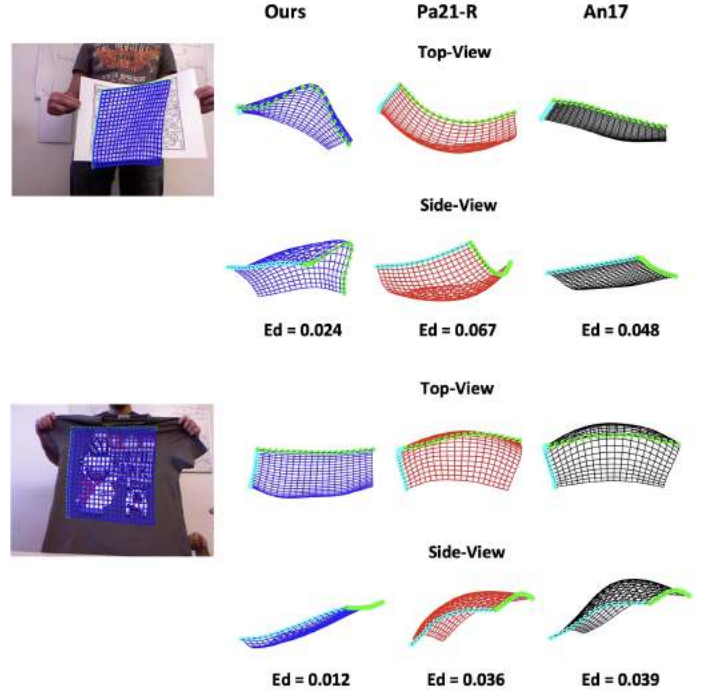 Ours Pa21-R An17
Top-View
Side-View
Ed = 0.024 Ed = 0.067 Ed = 0.048
Top-View
Side-View
Ed = 0.012 Ed = 0.036 Ed = 0.039